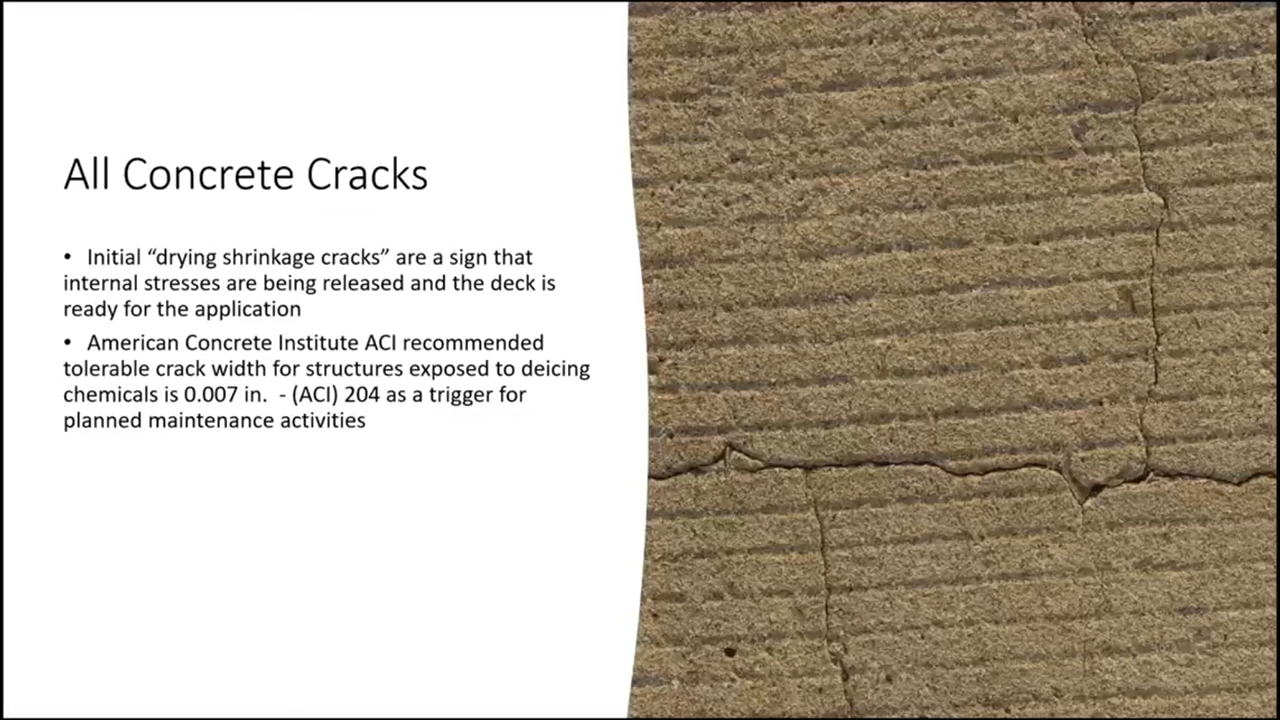 All Concrete Cracks
• Initial “drying shrinkage cracks” are a sign that
internal stresses are being released and the deck is
ready for the application
• American Concrete Institute ACI recommended
tolerable crack width for structures exposed to deicing
chemicals is 0.007 in.  - (ACI) 204 as a trigger for
planned maintenance activities